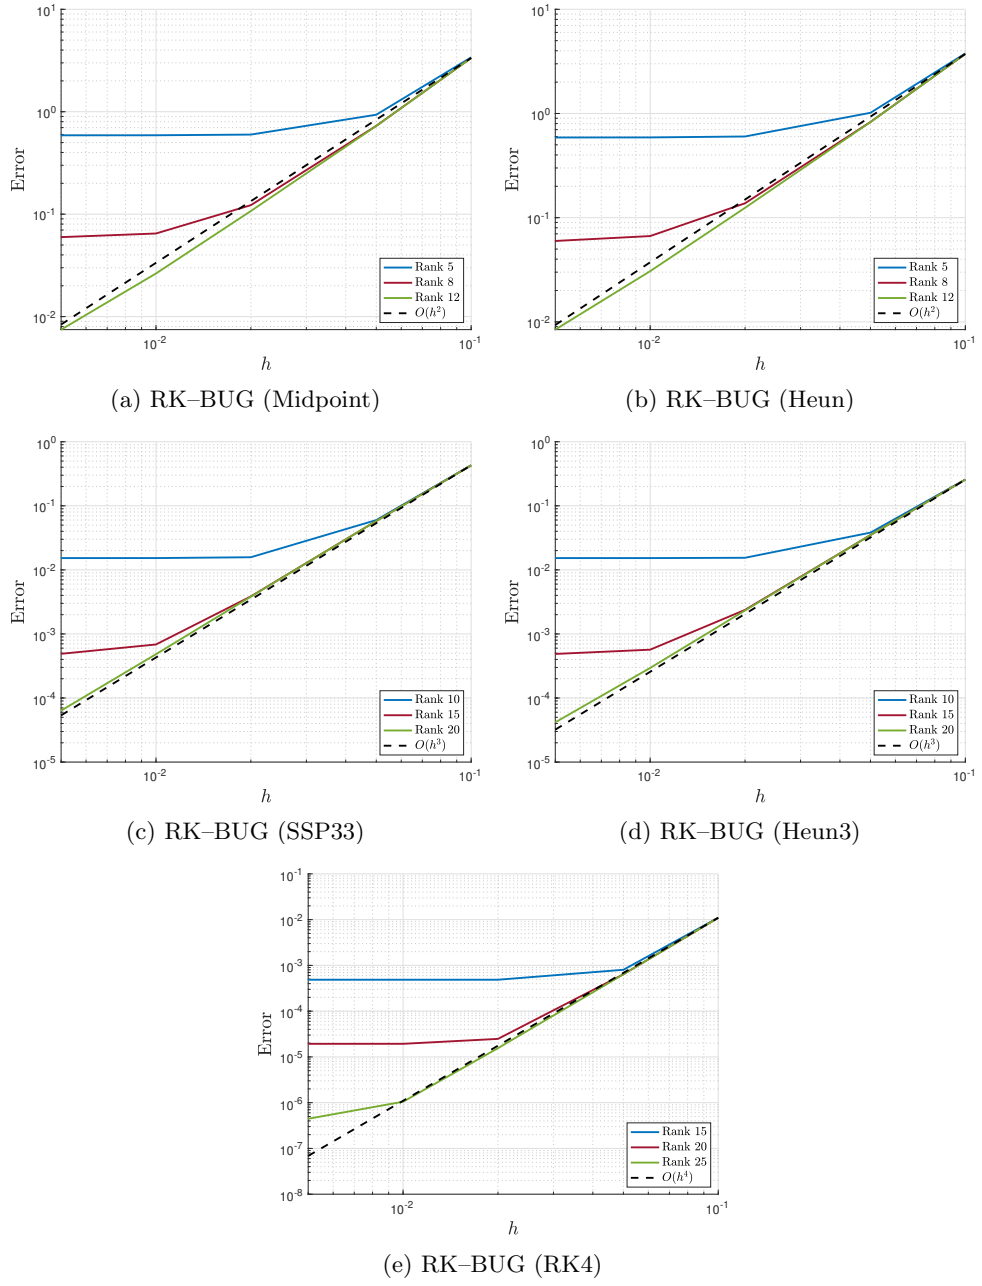 10^1
10^0
10^-1
10^-2
Error
10^-2
10^-1
h
Rank 5
Rank 8
Rank 12
O(h^2)
(a) RK–BUG (Midpoint)
10^1
10^0
10^-1
10^-2
Error
10^-2
10^-1
h
Rank 5
Rank 8
Rank 12
O(h^2)
(b) RK–BUG (Heun)
10^0
10^-1
10^-2
10^-3
10^-4
10^-5
Error
10^-2
10^-1
h
Rank 10
Rank 15
Rank 20
O(h^3)
(c) RK–BUG (SSP33)
10^0
10^-1
10^-2
10^-3
10^-4
10^-5
Error
10^-2
10^-1
h
Rank 10
Rank 15
Rank 20
O(h^3)
(d) RK–BUG (Heun3)
10^-1
10^-2
10^-3
10^-4
10^-5
10^-6
10^-7
10^-8
Error
10^-2
10^-1
h
Rank 15
Rank 20
Rank 25
O(h^4)
(e) RK–BUG (RK4)